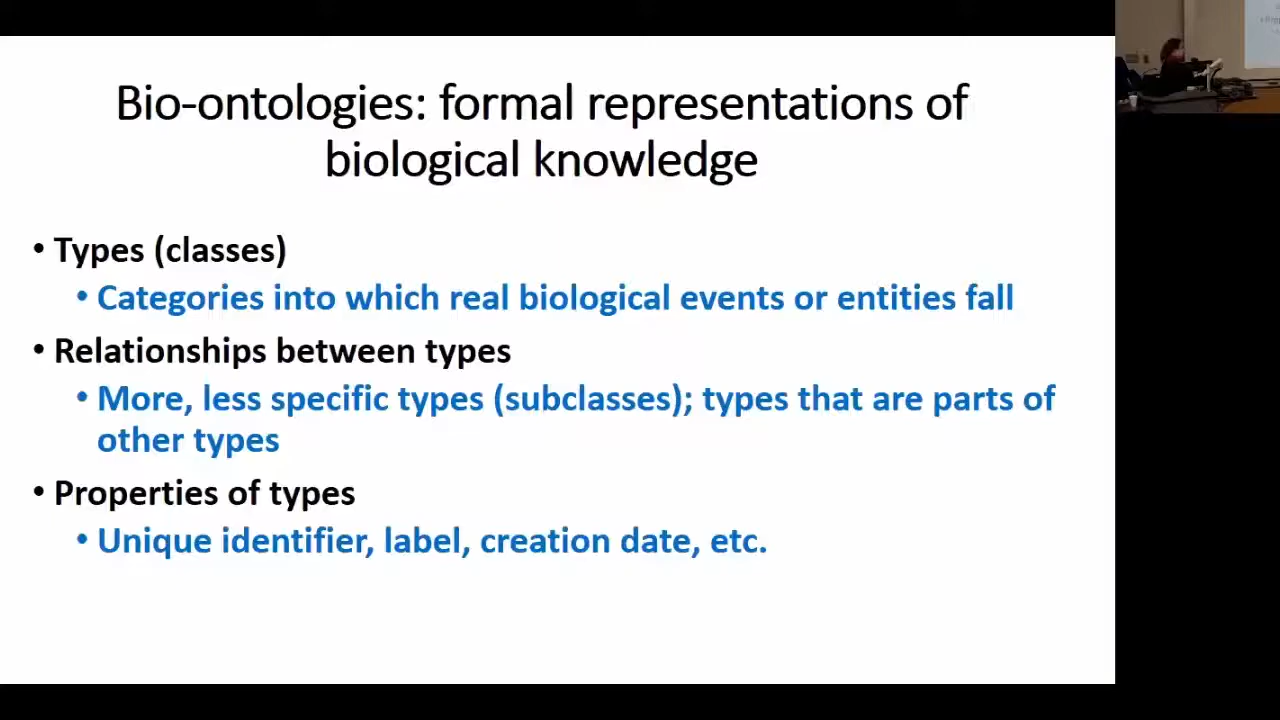 Bio-ontologies: formal representations of
biological knowledge
• Types (classes)
• Categories into which real biological events or entities fall
• Relationships between types
• More, less specific types (subclasses); types that are parts of
other types
• Properties of types
• Unique identifier, label, creation date, etc.